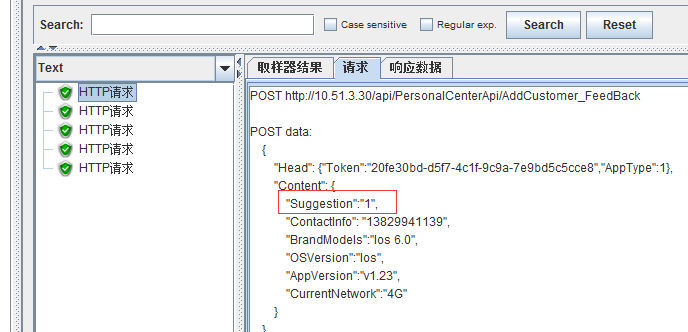 Search: Case sensitive Regular exp. Search Reset
Text
HTTP请求
HTTP请求
HTTP请求
HTTP请求
HTTP请求
取样器结果 请求 响应数据
POST http://10.51.3.30/api/PersonalCenterApi/AddCustomer_FeedBack
POST data:
{
"Head": {"Token":"20fe30bd-d5f7-4c1f-9c9a-7e9bd5c5cce8","AppType":1},
"Content": {
"Suggestion":"1",
"ContactInfo": "13829941139",
"BrandModels":"Ios 6.0",
"OSVersion":"Ios",
"AppVersion":"v1.23",
"CurrentNetwork":"4G"
}
}